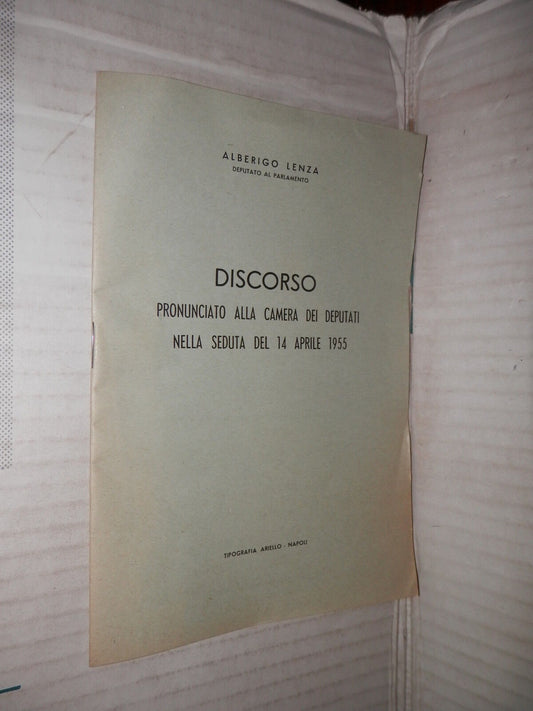 ALBERIGO LENZA
DEPUTATO AL PARLAMENTO
DISCORSO
PRONUNCIATO ALLA CAMERA DEI DEPUTATI
NELLA SEDUTA DEL 14 APRILE 1955
TIPOGRAFIA ARIELLO - NAPOLI